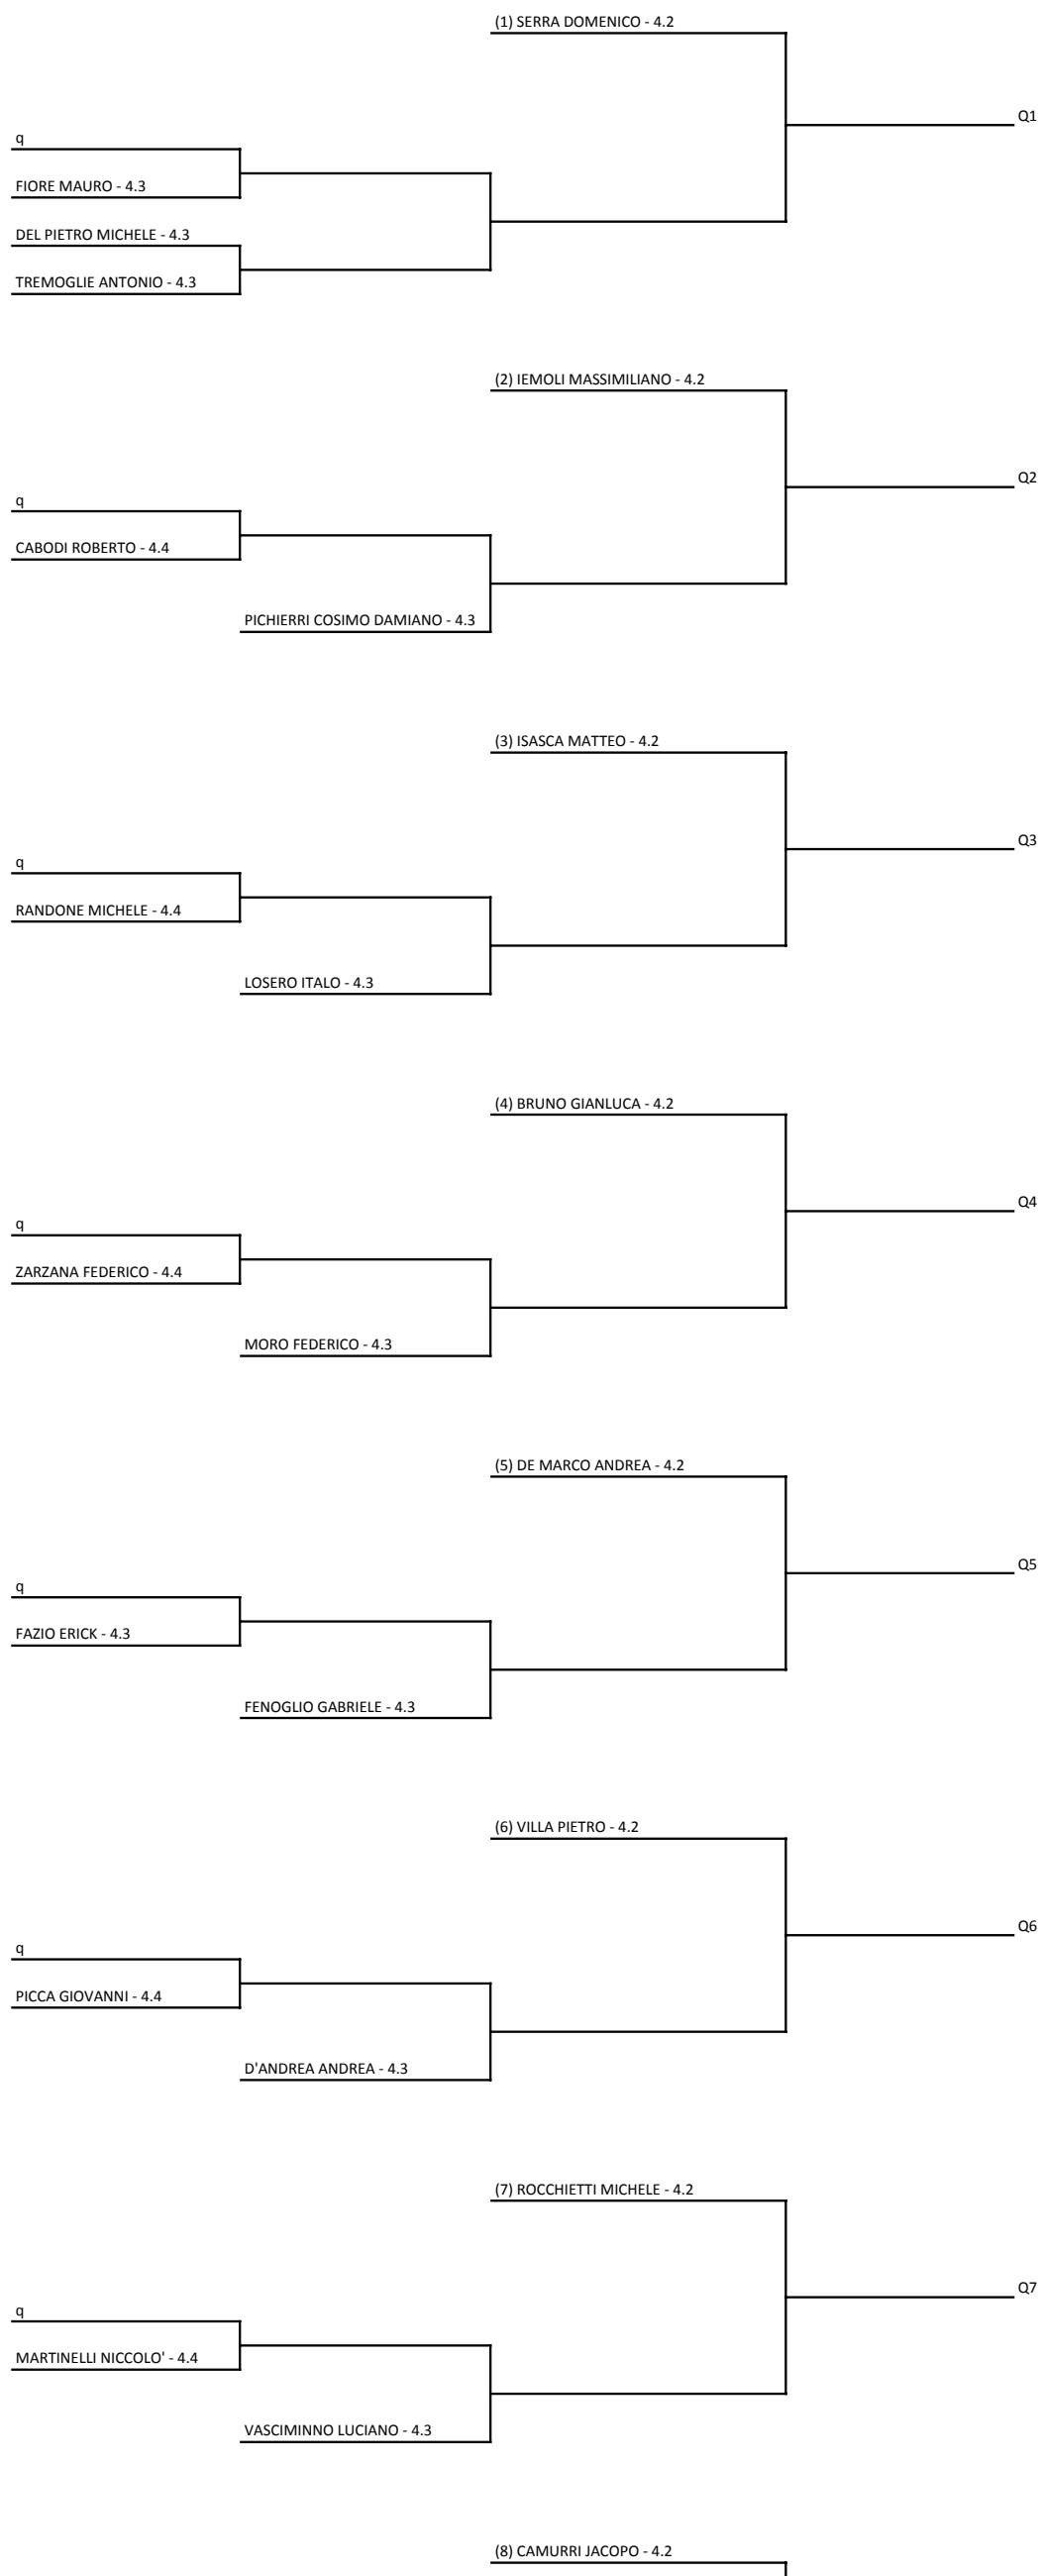 (1) SERRA DOMENICO - 4.2
Q1
q
FIORE MAURO - 4.3
DEL PIETRO MICHELE - 4.3
TREMOGLIE ANTONIO - 4.3
(2) IEMOLI MASSIMILIANO - 4.2
Q2
q
CABODI ROBERTO - 4.4
PICHIERRI COSIMO DAMIANO - 4.3
(3) ISASCA MATTEO - 4.2
Q3
q
RANDONE MICHELE - 4.4
LOSERO ITALO - 4.3
(4) BRUNO GIANLUCA - 4.2
Q4
q
ZARZANA FEDERICO - 4.4
MORO FEDERICO - 4.3
(5) DE MARCO ANDREA - 4.2
Q5
q
FAZIO ERICK - 4.3
FENOGLIO GABRIELE - 4.3
(6) VILLA PIETRO - 4.2
Q6
q
PICCA GIOVANNI - 4.4
D'ANDREA ANDREA - 4.3
(7) ROCCHIETTI MICHELE - 4.2
Q7
q
MARTINELLI NICCOLO' - 4.4
VASCIMINNO LUCIANO - 4.3
(8) CAMURRI JACOPO - 4.2